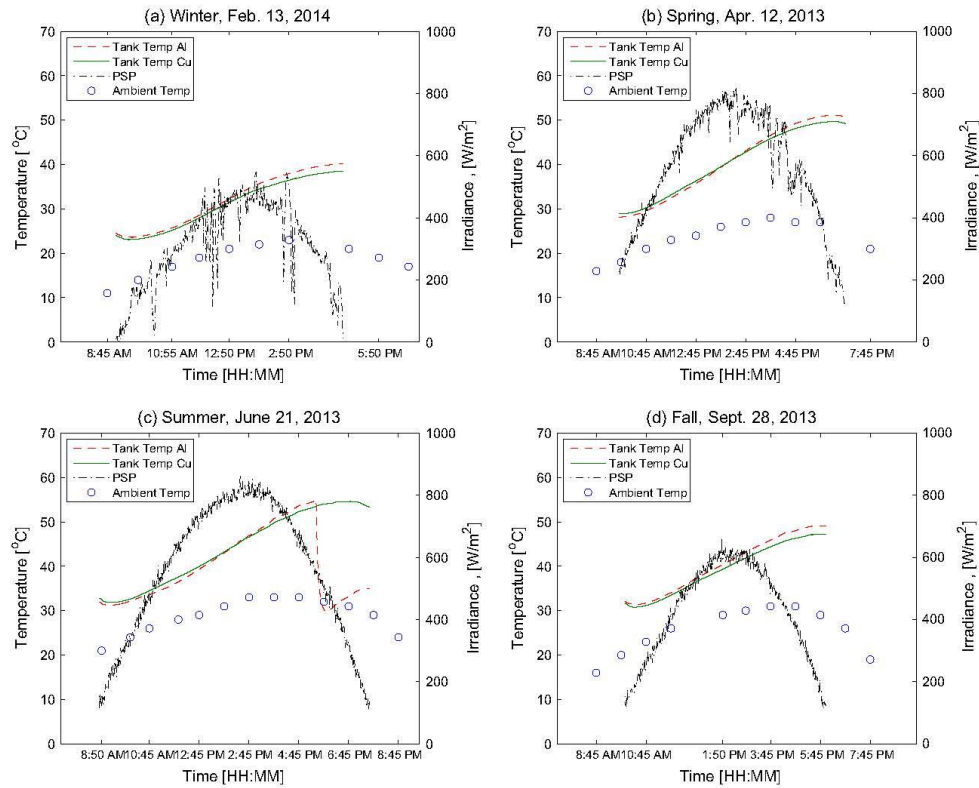 (a) Winter, Feb. 13, 2014
70
60
50
40
30
20
10
0
Temperature [°C]
Tank Temp Al
Tank Temp Cu
PSP
Ambient Temp
1000
800
600
400
200
0
Irradiance , [W/m²]
8:45 AM 10:55 AM 12:50 PM 2:50 PM 5:50 PM
Time [HH:MM]
(b) Spring, Apr. 12, 2013
70
60
50
40
30
20
10
0
Temperature [°C]
Tank Temp Al
Tank Temp Cu
PSP
Ambient Temp
1000
800
600
400
200
0
Irradiance , [W/m²]
8:45 AM 10:45 AM 12:45 PM 2:45 PM 4:45 PM 7:45 PM
Time [HH:MM]
(c) Summer, June 21, 2013
70
60
50
40
30
20
10
0
Temperature [°C]
Tank Temp Al
Tank Temp Cu
PSP
Ambient Temp
1000
800
600
400
200
0
Irradiance , [W/m²]
8:50 AM 10:45 AM 12:45 PM 2:45 PM 4:45 PM 6:45 PM 8:45 PM
Time [HH:MM]
(d) Fall, Sept. 28, 2013
70
60
50
40
30
20
10
0
Temperature [°C]
Tank Temp Al
Tank Temp Cu
PSP
Ambient Temp
1000
800
600
400
200
0
Irradiance , [W/m²]
8:45 AM 10:45 AM 1:50 PM 3:45 PM 5:45 PM 7:45 PM
Time [HH:MM]